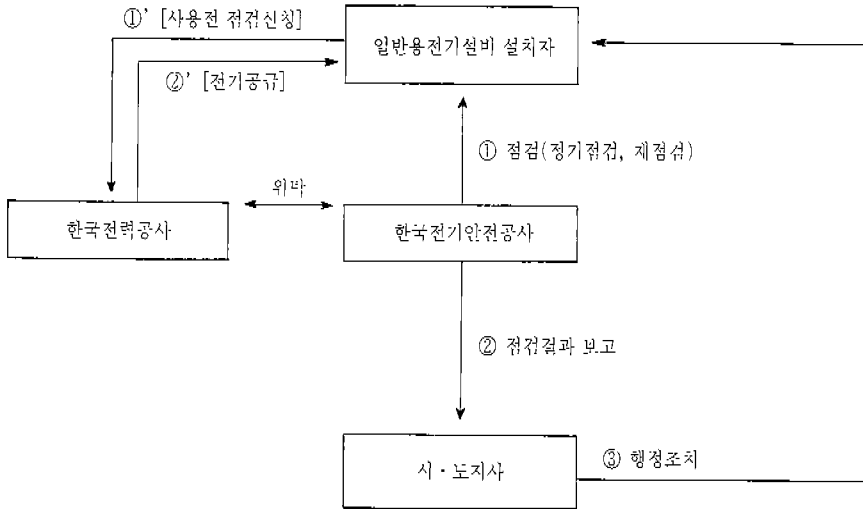 ①' [사용전 점검신청]
일반용전기설비 설치자
②' [전기공급]
① 점검(정기점검, 재점검)
위탁
한국전력공사
한국전기안전공사
② 점검결과 보고
시·도지사
③ 행정조치